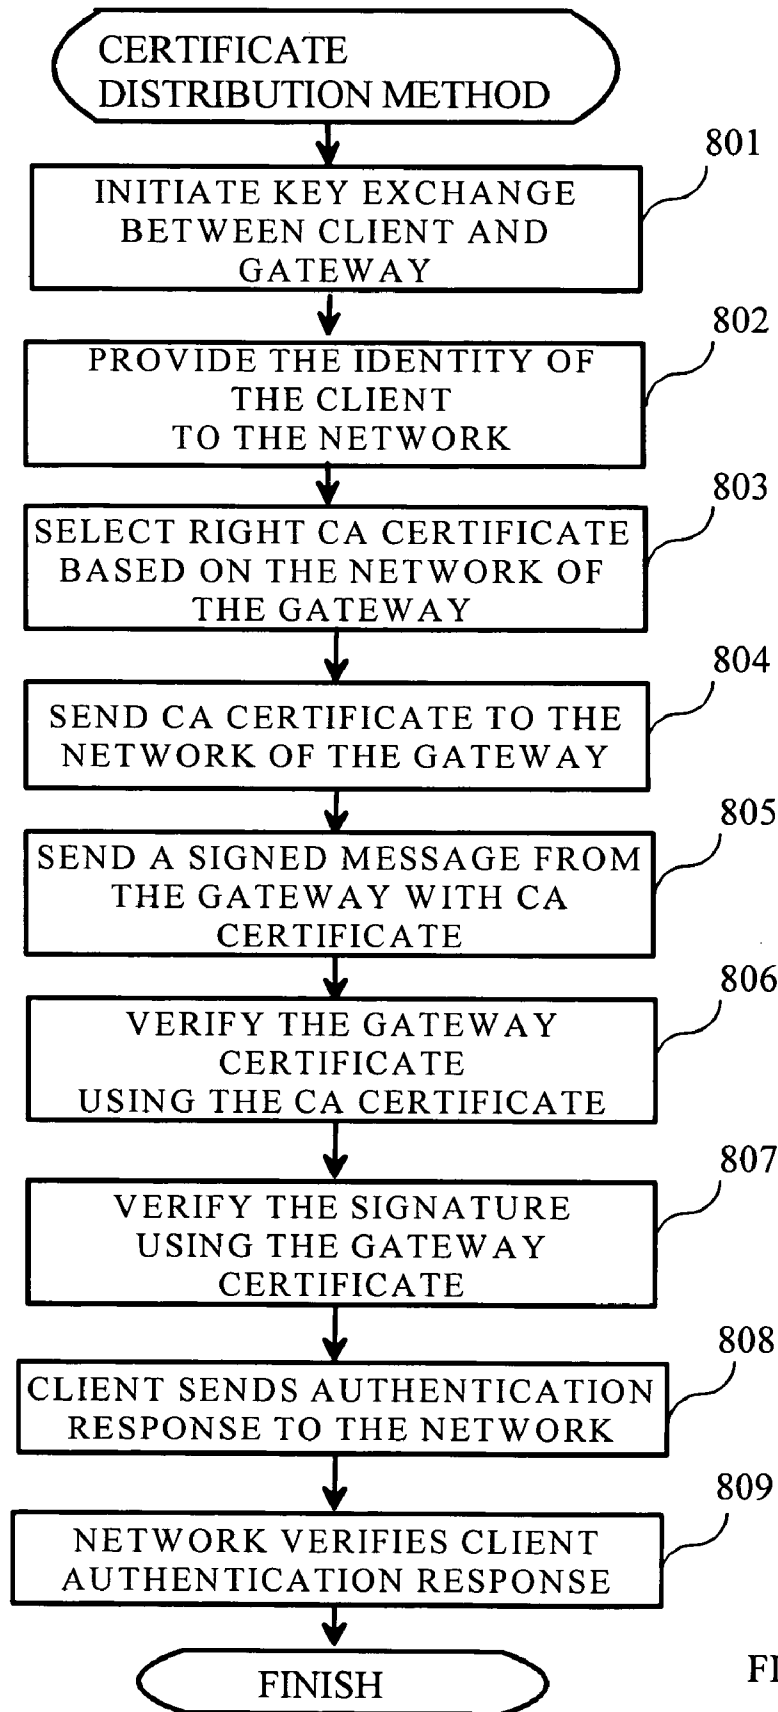 CERTIFICATE
DISTRIBUTION METHOD
801
INITIATE KEY EXCHANGE
BETWEEN CLIENT AND
GATEWAY
802
PROVIDE THE IDENTITY OF
THE CLIENT
TO THE NETWORK
803
SELECT RIGHT CA CERTIFICATE
BASED ON THE NETWORK OF
THE GATEWAY
804
SEND CA CERTIFICATE TO THE
NETWORK OF THE GATEWAY
805
SEND A SIGNED MESSAGE FROM
THE GATEWAY WITH CA
CERTIFICATE
806
VERIFY THE GATEWAY
CERTIFICATE
USING THE CA CERTIFICATE
807
VERIFY THE SIGNATURE
USING THE GATEWAY
CERTIFICATE
808
CLIENT SENDS AUTHENTICATION
RESPONSE TO THE NETWORK
809
NETWORK VERIFIES CLIENT
AUTHENTICATION RESPONSE
FINISH